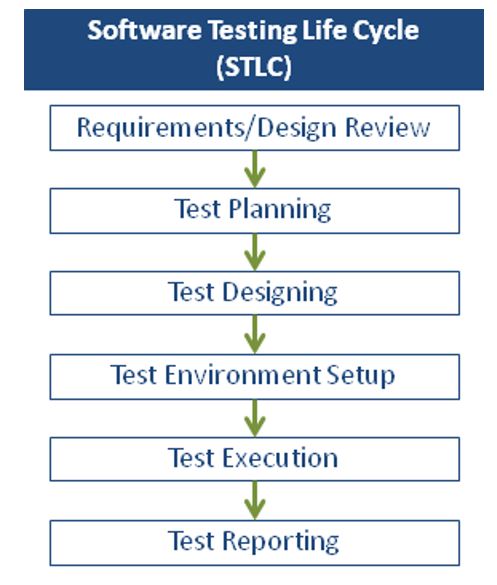 Software Testing Life Cycle
(STLC)
Requirements/Design Review
Test Planning
Test Designing
Test Environment Setup
Test Execution
Test Reporting